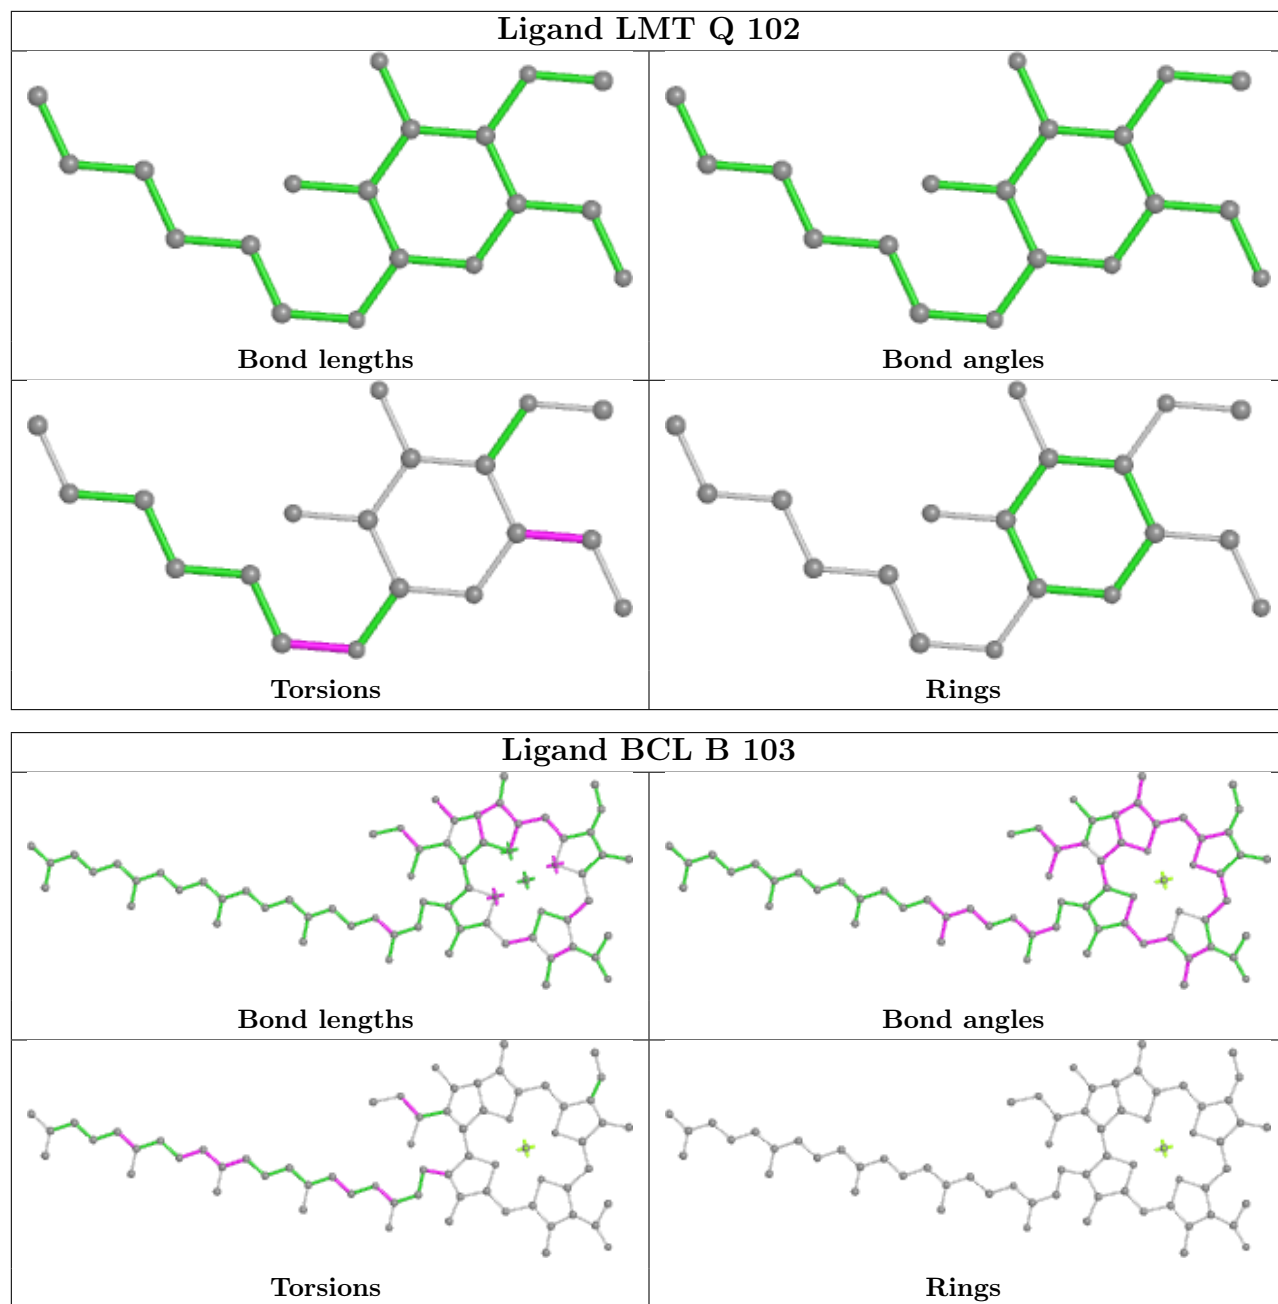 Ligand LMT Q 102
Bond lengths
Bond angles
Torsions
Rings
Ligand BCL B 103
Bond lengths
Bond angles
Torsions
Rings